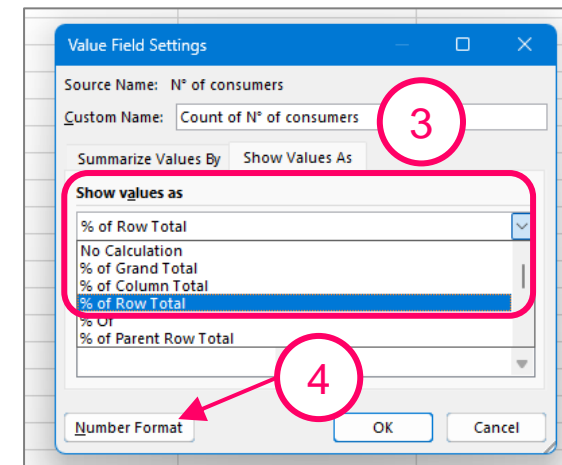 Value Field Settings
Source Name: N° of consumers
Custom Name: Count of N° of consumers
3
Summarize Values By Show Values As
Show values as
% of Row Total
No Calculation
% of Grand Total
% of Column Total
% of Row Total
% Of
% of Parent Row Total
4
Number Format OK Cancel